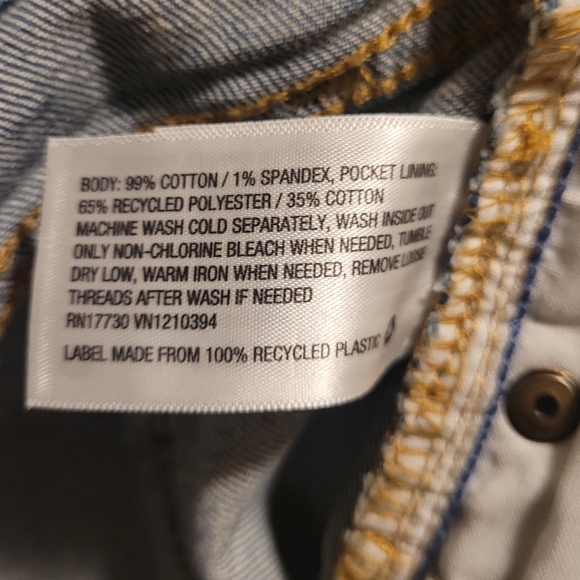 BODY: 99% COTTON / 1% SPANDEX, POCKET LINING:
65% RECYCLED POLYESTER / 35% COTTON
MACHINE WASH COLD SEPARATELY, WASH INSIDE OUT
ONLY NON-CHLORINE BLEACH WHEN NEEDED, TUMBLE
DRY LOW, WARM IRON WHEN NEEDED, REMOVE LOOSE
THREADS AFTER WASH IF NEEDED
RN17730 VN1210394
LABEL MADE FROM 100% RECYCLED PLASTIC